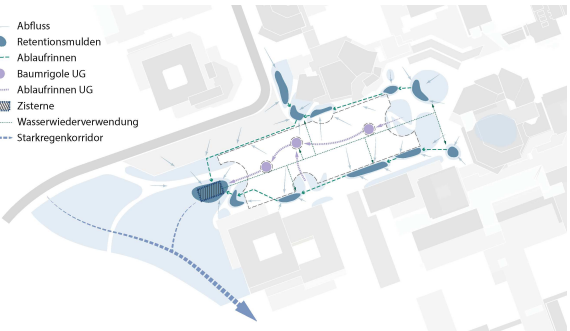 Abfluss
Retentionsmulden
Ablaufrinnen
Baumrigole UG
Ablaufrinnen UG
Zisterne
Wasserwiederverwendung
Starkregenkorridor